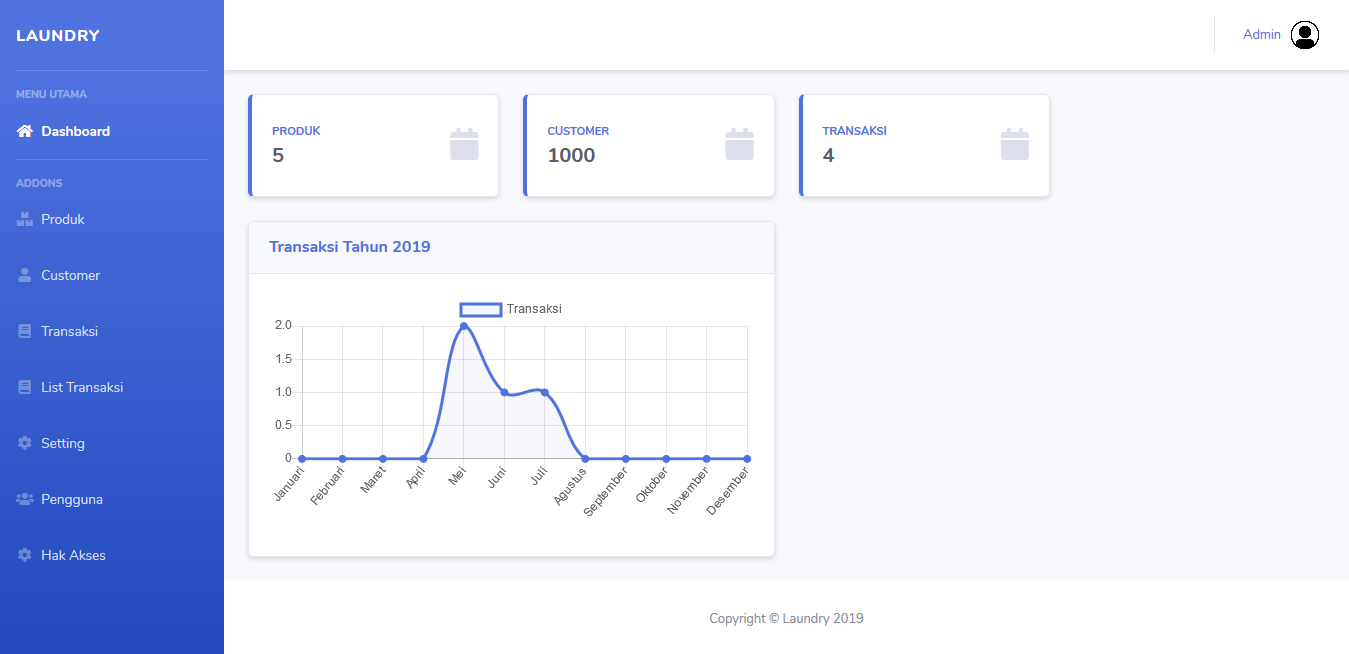 LAUNDRY
Admin
MENU UTAMA
Dashboard
ADDONS
Produk
Customer
Transaksi
List Transaksi
Setting
Pengguna
Hak Akses
PRODUK
5
CUSTOMER
1000
TRANSAKSI
4
Transaksi Tahun 2019
Transaksi
2.0
1.5
1.0
0.5
0
Januari
Februari
Maret
April
Mei
Juni
Juli
Agustus
September
Oktober
November
Desember
Copyright © Laundry 2019